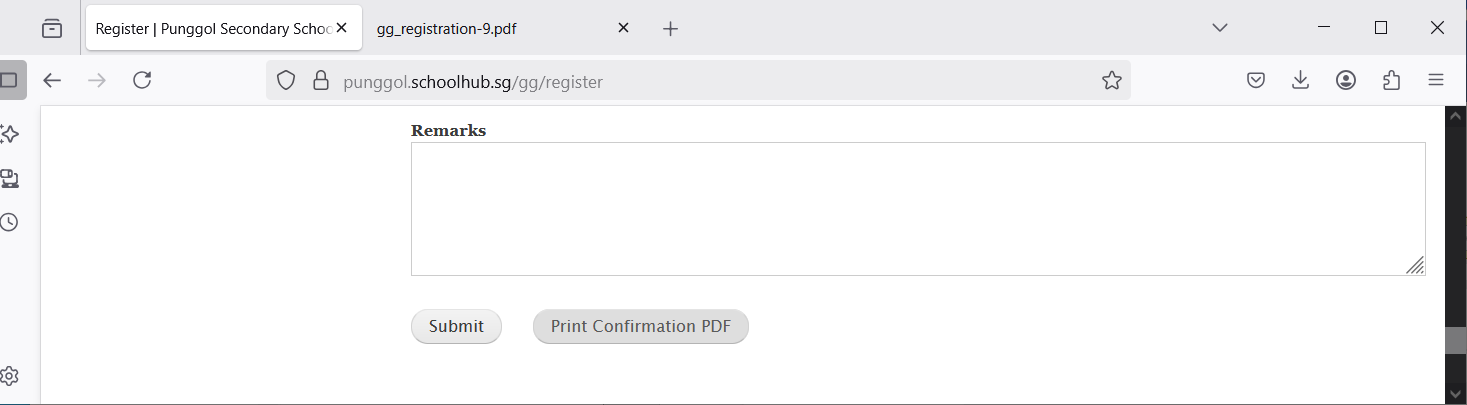 Register | Punggol Secondary Schoo
gg_registration-9.pdf
punggol.schoolhub.sg/gg/register
Remarks
Submit
Print Confirmation PDF